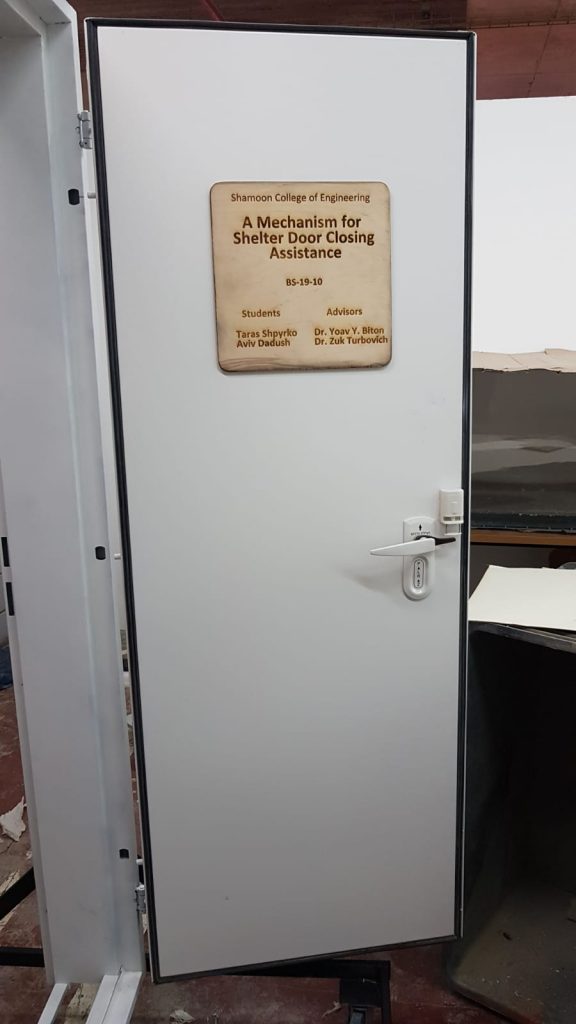 Shamoon College of Engineering
A Mechanism for
Shelter Door Closing
Assistance
BS-19-10
Students
Advisors
Taras Shpyrko
Aviv Dadush
Dr. Yoav Y. Biton
Dr. Zuk Turbovich